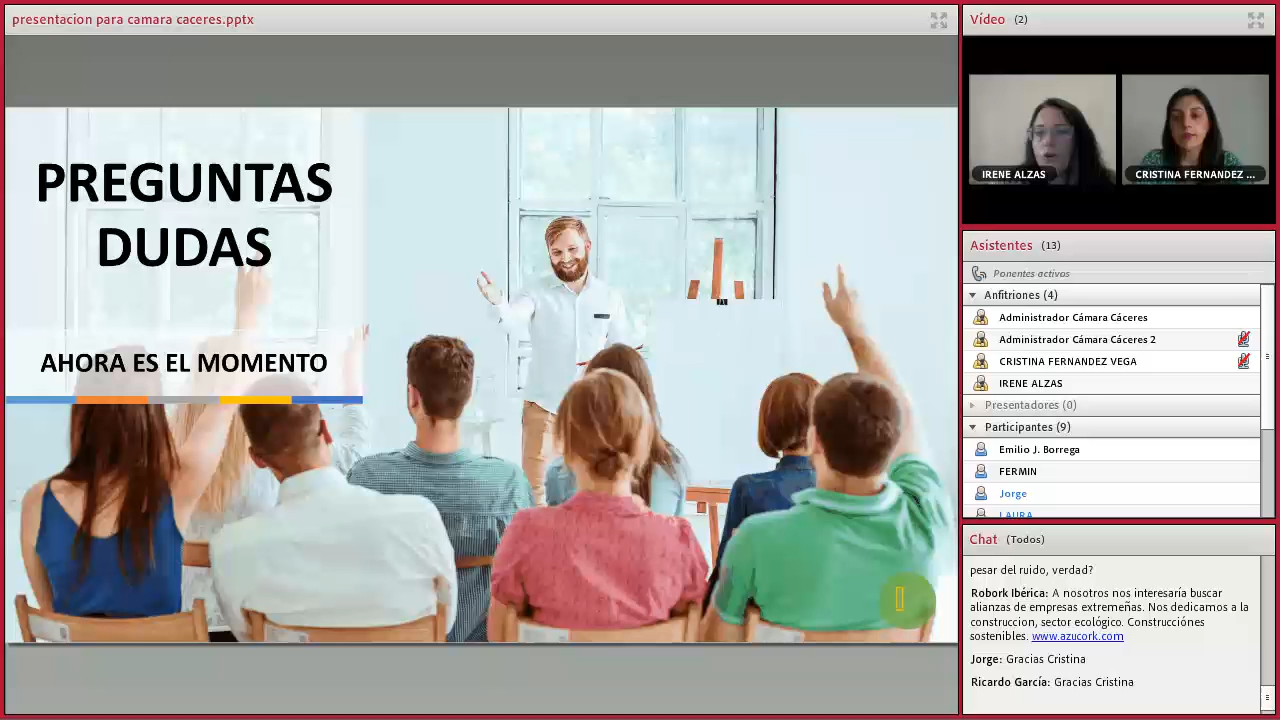 presentacion para camara caceres.pptx
PREGUNTAS
DUDAS
AHORA ES EL MOMENTO
Vídeo (2)
IRENE ALZAS
CRISTINA FERNANDEZ ...
Asistentes (13)
Ponentes activos
Anfitriones (4)
Administrador Cámara Cáceres
Administrador Cámara Cáceres 2
CRISTINA FERNANDEZ VEGA
IRENE ALZAS
Presentadores (0)
Participantes (9)
Emilio J. Borrega
FERMIN
Jorge
LAURA
Chat (Todos)
pesar del ruido, verdad?
Robork Ibérica: A nosotros nos interesaría buscar
alianzas de empresas extremeñas. Nos dedicamos a la
construccion, sector ecológico. Construcciónes
sostenibles. www.azucork.com
Jorge: Gracias Cristina
Ricardo García: Gracias Cristina